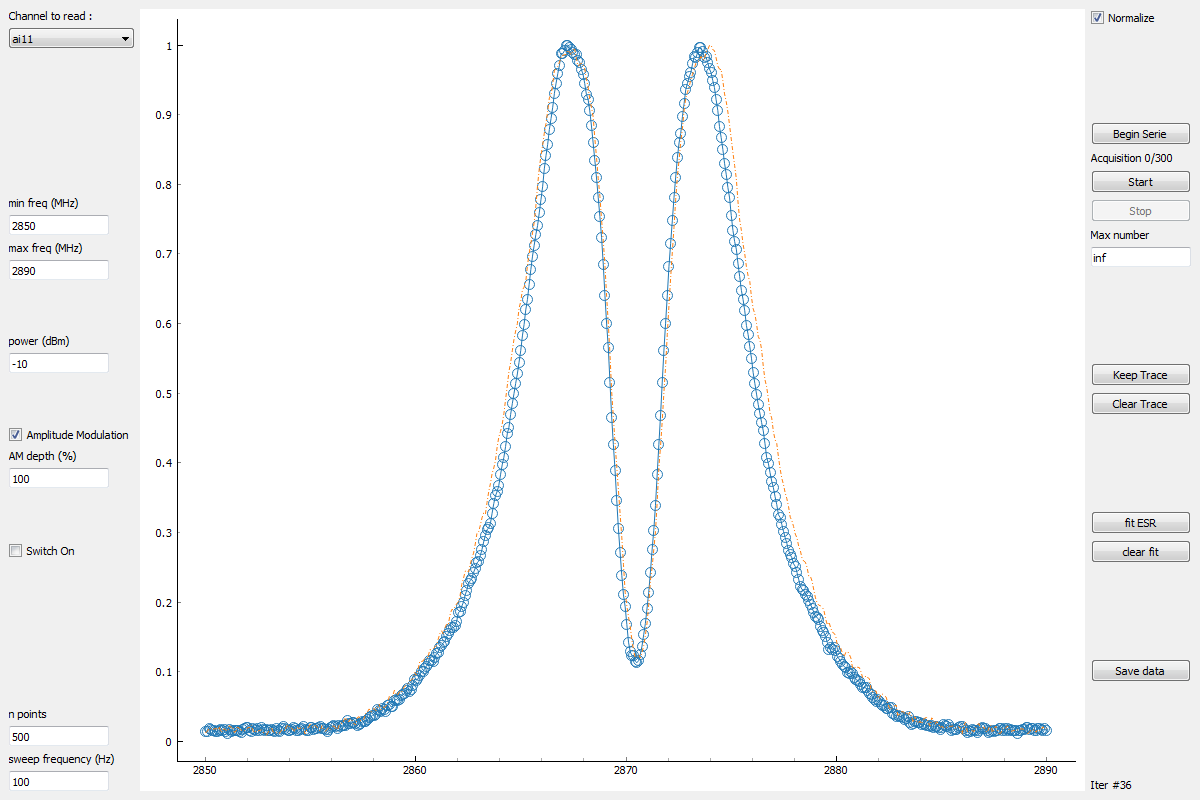 Channel to read :
ai11
min freq (MHz)
2850
max freq (MHz)
2890
power (dBm)
-10
Amplitude Modulation
AM depth (%)
100
Switch On
n points
500
sweep frequency (Hz)
100
1
0.9
0.8
0.7
0.6
0.5
0.4
0.3
0.2
0.1
0
2850
2860
2870
2880
2890
Normalize
Begin Serie
Acquisition 0/300
Start
Stop
Max number
inf
Keep Trace
Clear Trace
fit ESR
clear fit
Save data
Iter #36